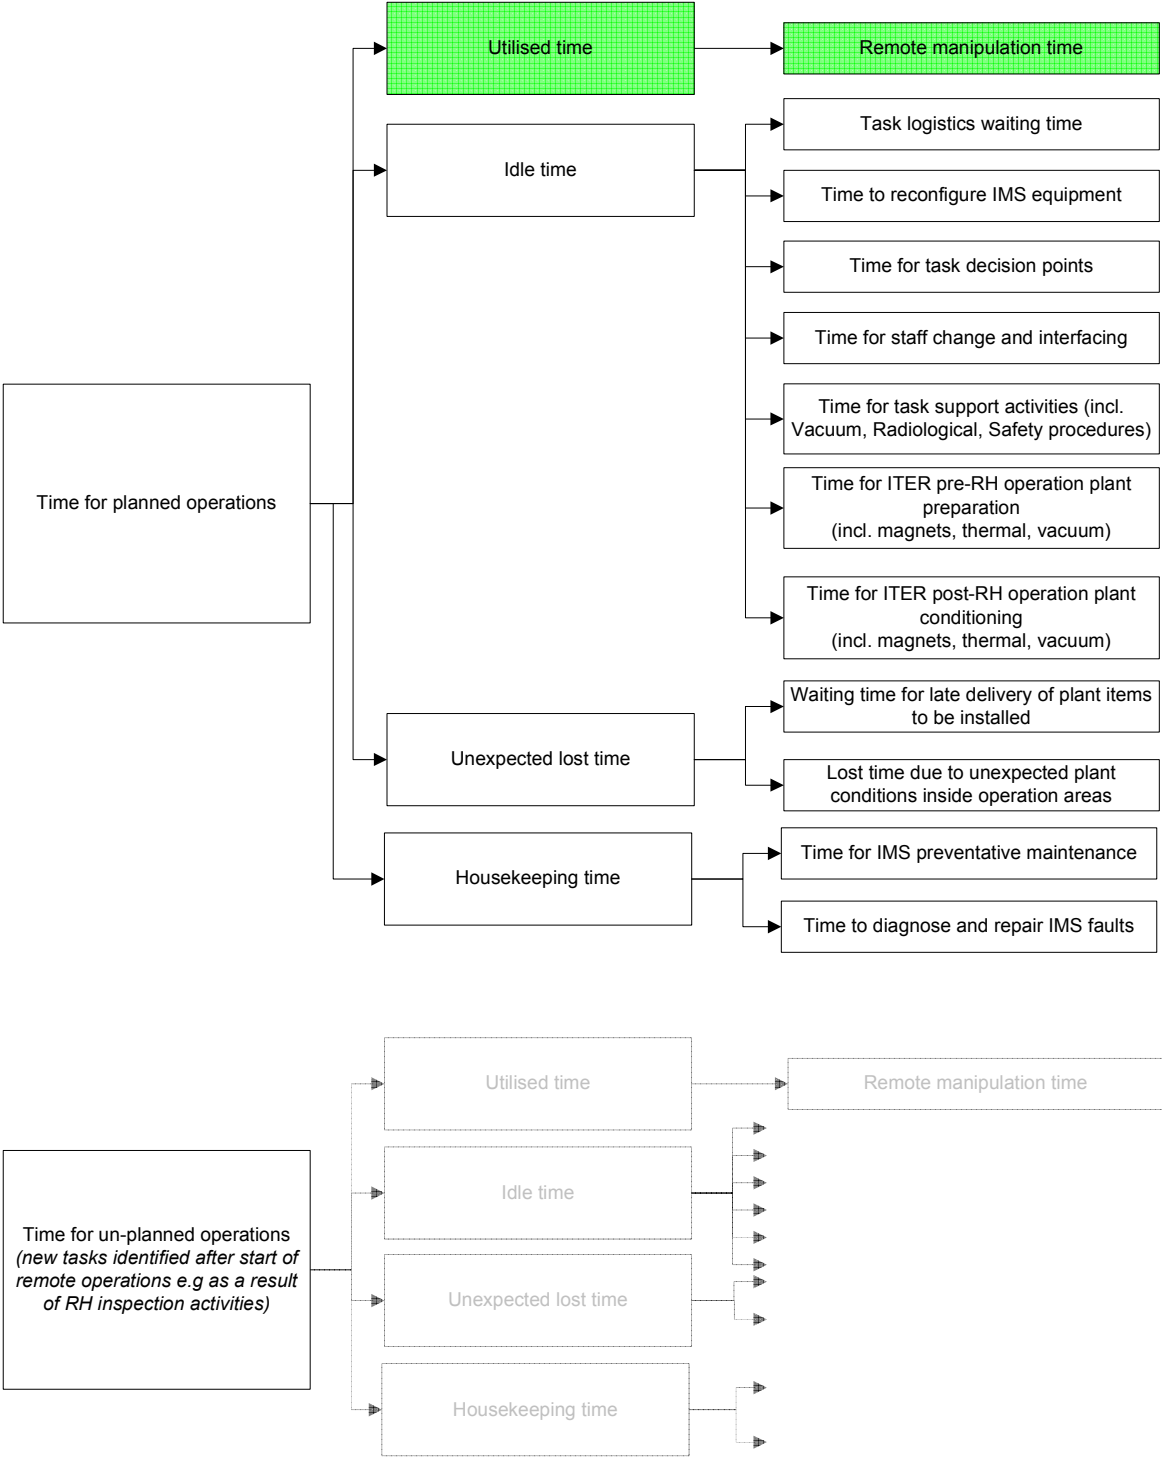 Utilised time
Remote manipulation time
Task logistics waiting time
Idle time
Time to reconfigure IMS equipment
Time for task decision points
Time for staff change and interfacing
Time for task support activities (incl.
Vacuum, Radiological, Safety procedures)
Time for planned operations
Time for ITER pre-RH operation plant
preparation
(incl. magnets, thermal, vacuum)
Time for ITER post-RH operation plant
conditioning
(incl. magnets, thermal, vacuum)
Waiting time for late delivery of plant items
to be installed
Unexpected lost time
Lost time due to unexpected plant
conditions inside operation areas
Time for IMS preventative maintenance
Housekeeping time
Time to diagnose and repair IMS faults
Utilised time
Remote manipulation time
Idle time
Time for un-planned operations
(new tasks identified after start of
remote operations e.g as a result
of RH inspection activities)
Unexpected lost time
Housekeeping time